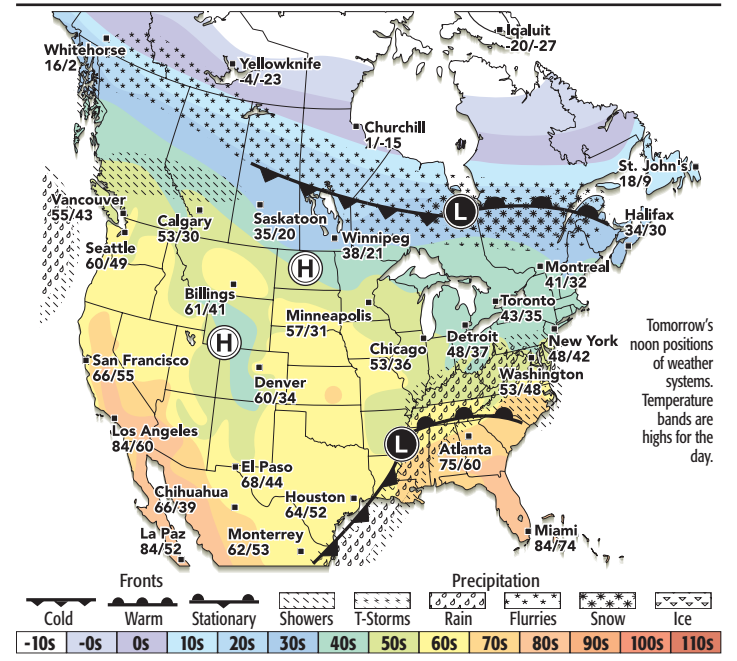 Iqaluit
-20/-27
Whitehorse
16/2
Yellowknife
-4/-23
Churchill
1/-15
St. John's
18/9
Vancouver
55/43
Calgary
53/30
Saskatoon
35/20
L
Halifax
34/30
Seattle
60/49
Winnipeg
38/21
H
Montreal
41/32
Billings
61/41
Minneapolis
57/31
Toronto
43/35
H
Chicago
53/36
Detroit
48/37
New York
48/42
Tomorrow's
noon positions
of weather
systems.
Temperature
bands are
highs for the
day.
San Francisco
66/55
Denver
60/34
Washington
53/48
Los Angeles
84/60
L
Atlanta
75/60
El Paso
68/44
Chihuahua
66/39
Houston
64/52
La Paz
84/52
Monterrey
62/53
Miami
84/74
Fronts
Precipitation
Cold Warm Stationary Showers T-Storms Rain Flurries Snow Ice
-10s -0s 0s 10s 20s 30s 40s 50s 60s 70s 80s 90s 100s 110s